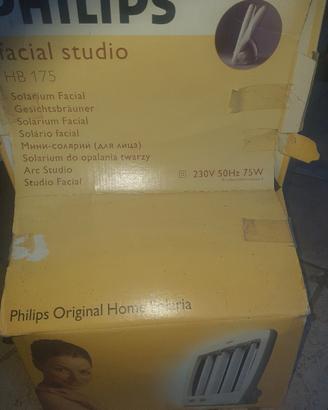 PHILIPS
facial studio
HB 175
Solarium Facial
Gesichtsbräuner
Solarium Facial
Solário facial
Мини-солярий (для лица)
Solarium do opalania twarzy
Arc Studio
Studio Facial
230V 50Hz 75W
Philips Original Home Solaria